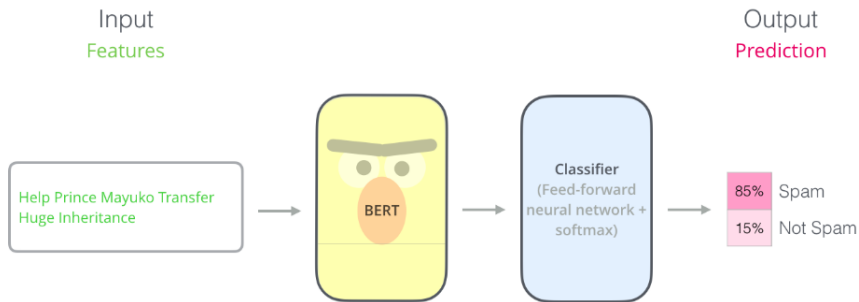 Input
Features
Output
Prediction
Help Prince Mayuko Transfer
Huge Inheritance
BERT
Classifier
(Feed-forward
neural network +
softmax)
85% Spam
15% Not Spam